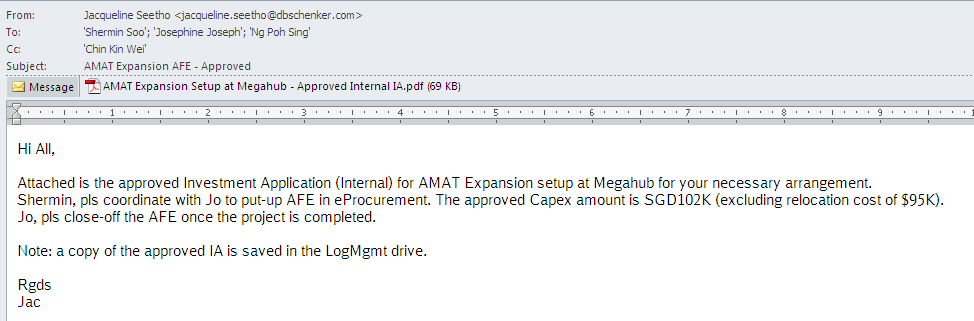 From: Jacqueline Seetho <jacqueline.seetho@dbschenker.com>
To: 'Shermin Soo'; 'Josephine Joseph'; 'Ng Poh Sing'
Cc: 'Chin Kin Wei'
Subject: AMAT Expansion AFE - Approved
Message AMAT Expansion Setup at Megahub - Approved Internal IA.pdf (69 KB)
1 2 3 4 5 6 7 8 9
Hi All,
Attached is the approved Investment Application (Internal) for AMAT Expansion setup at Megahub for your necessary arrangement.
Shermin, pls coordinate with Jo to put-up AFE in eProcurement. The approved Capex amount is SGD102K (excluding relocation cost of $95K).
Jo, pls close-off the AFE once the project is completed.
Note: a copy of the approved IA is saved in the LogMgmt drive.
Rgds
Jac